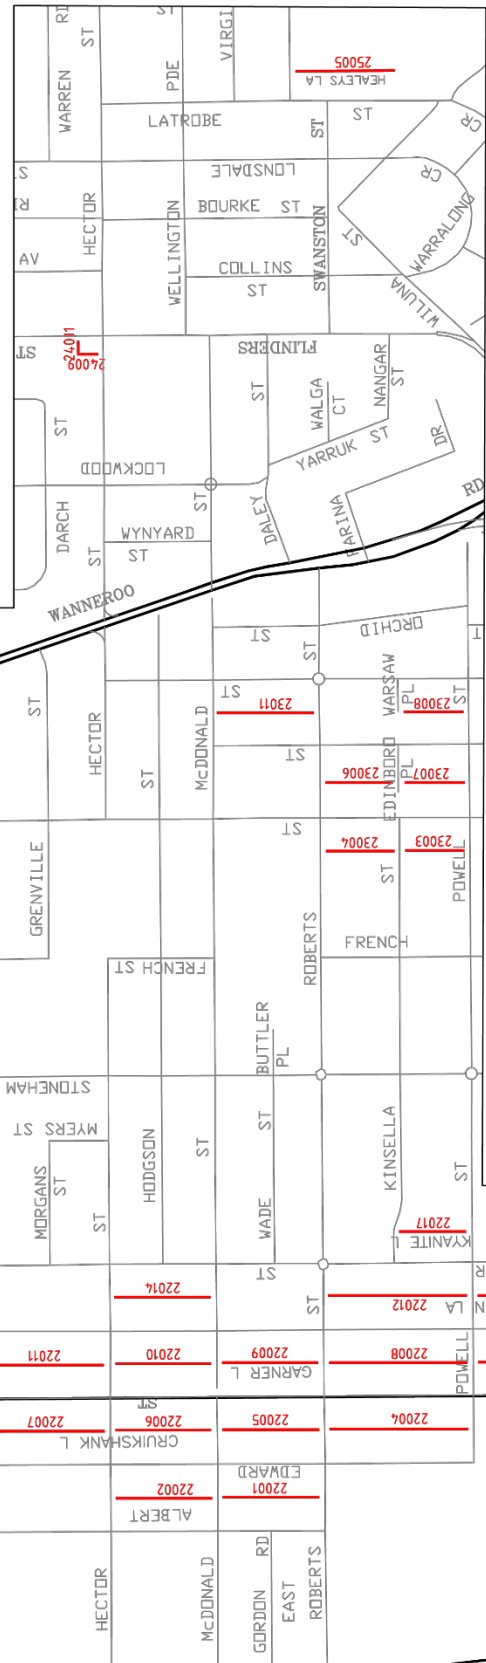 ST
VIRGI
RI
ST
PDE
WARREN
25005
HEALEYS LA
LATROBE
ST
ST
CR
LONSDALE
CR
ST
HECTOR
WELLINGTON
BOURKE ST
SWANSTON
ST
WARRALONG
AV
COLLINS
ST
WILUNA
ST
24011
24009
FLINDERS
ST
ST
WALGA
CT
NANGAR
ST
YARRUK ST
DR
LOCKWOOD
ST
DARCH
ST
WYNYARD
ST
DALEY
RD
WANNEROO
ST
ST
ORCHID
ST
HECTOR
ST
McDONALD
ST
23011
WARSAW
PL
23008
ST
ST
EDINBORO
PL
23006
23007
ST
23004
23003
ST
GRENVILLE
ROBERTS
POWELL
FRENCH
FRENCH ST
BUTTLER
PL
STONEHAM
MYERS ST
MORGANS
ST
ST
HODGSON
ST
WADE
ST
KINSELLA
ST
22017
KYANITE L
ST
ST
22014
22012
LA
22011
22010
22009
GARNER L
22008
POWELL
ST
22007
22006
22005
22004
CRUIKSHANK L
EDWARD
22002
22001
ALBERT
HECTOR
McDONALD
GORDON
RD
EAST
ROBERTS